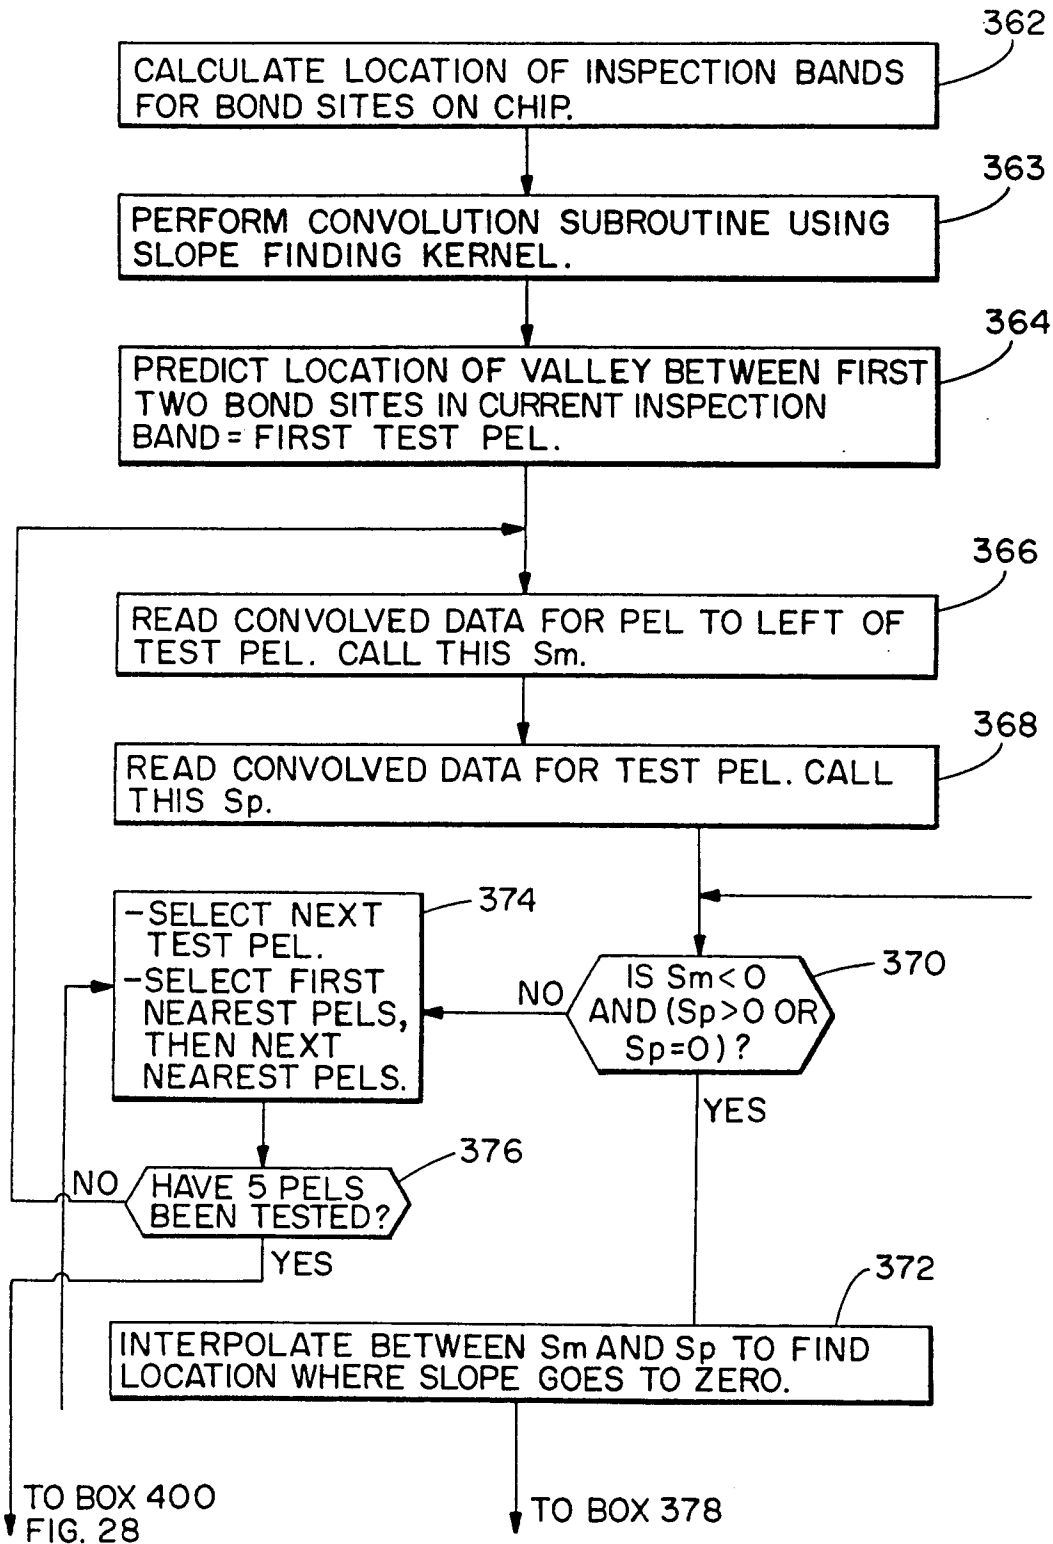 362
CALCULATE LOCATION OF INSPECTION BANDS
FOR BOND SITES ON CHIP.
363
PERFORM CONVOLUTION SUBROUTINE USING
SLOPE FINDING KERNEL.
364
PREDICT LOCATION OF VALLEY BETWEEN FIRST
TWO BOND SITES IN CURRENT INSPECTION
BAND = FIRST TEST PEL.
366
READ CONVOLVED DATA FOR PEL TO LEFT OF
TEST PEL. CALL THIS Sm.
368
READ CONVOLVED DATA FOR TEST PEL. CALL
THIS Sp.
374
-SELECT NEXT
TEST PEL.
-SELECT FIRST
NEAREST PELS,
THEN NEXT
NEAREST PELS.
370
IS Sm<0
AND (Sp>0 OR
Sp=0)?
NO
YES
376
HAVE 5 PELS
BEEN TESTED?
NO
YES
372
INTERPOLATE BETWEEN Sm AND Sp TO FIND
LOCATION WHERE SLOPE GOES TO ZERO.
TO BOX 400
FIG. 28
TO BOX 378